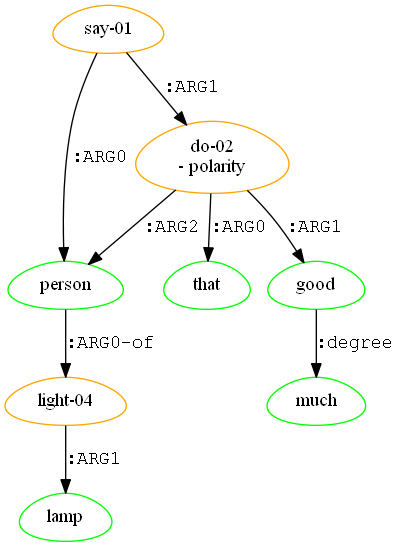 say-01
:ARG1
:ARG0
do-02
- polarity
:ARG2
:ARG0
:ARG1
person
that
good
:ARG0-of
:degree
light-04
much
:ARG1
lamp